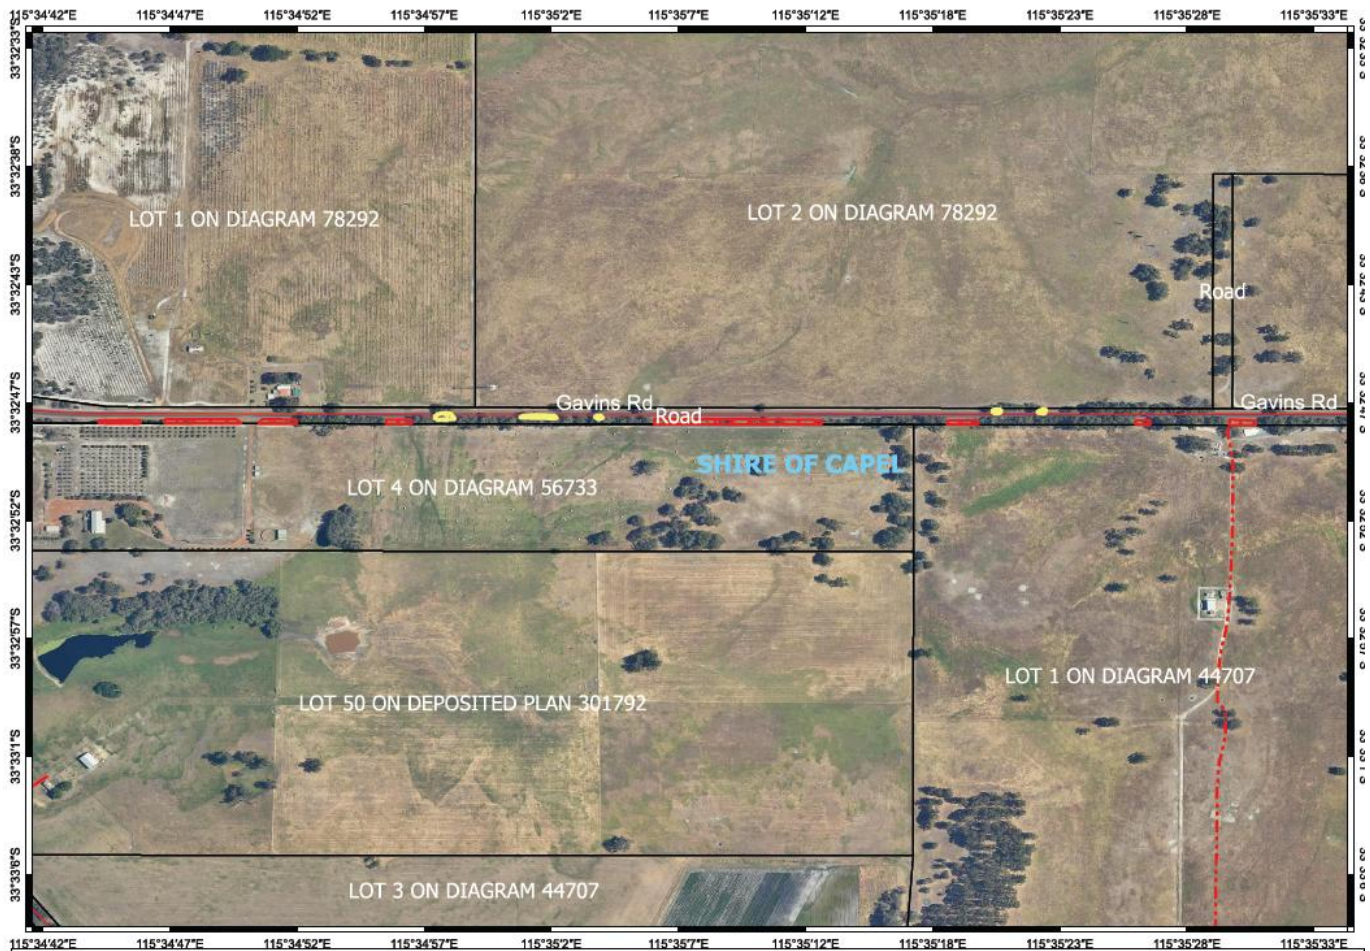 115°34'42"E 115°34'47"E 115°34'52"E 115°34'57"E 115°35'2"E 115°35'7"E 115°35'12"E 115°35'18"E 115°35'23"E 115°35'28"E 115°35'33"E
33°32'33"S
33°32'38"S
LOT 1 ON DIAGRAM 78292
LOT 2 ON DIAGRAM 78292
33°32'43"S
Road
33°32'47"S
Gavins Rd
Gavins Rd
Road
SHIRE OF CAPEL
LOT 4 ON DIAGRAM 56733
33°32'52"S
33°32'57"S
LOT 1 ON DIAGRAM 44707
LOT 50 ON DEPOSITED PLAN 301792
33°33'1"S
33°33'6"S
LOT 3 ON DIAGRAM 44707
115°34'42"E 115°34'47"E 115°34'52"E 115°34'57"E 115°35'2"E 115°35'7"E 115°35'12"E 115°35'18"E 115°35'23"E 115°35'28"E 115°35'33"E